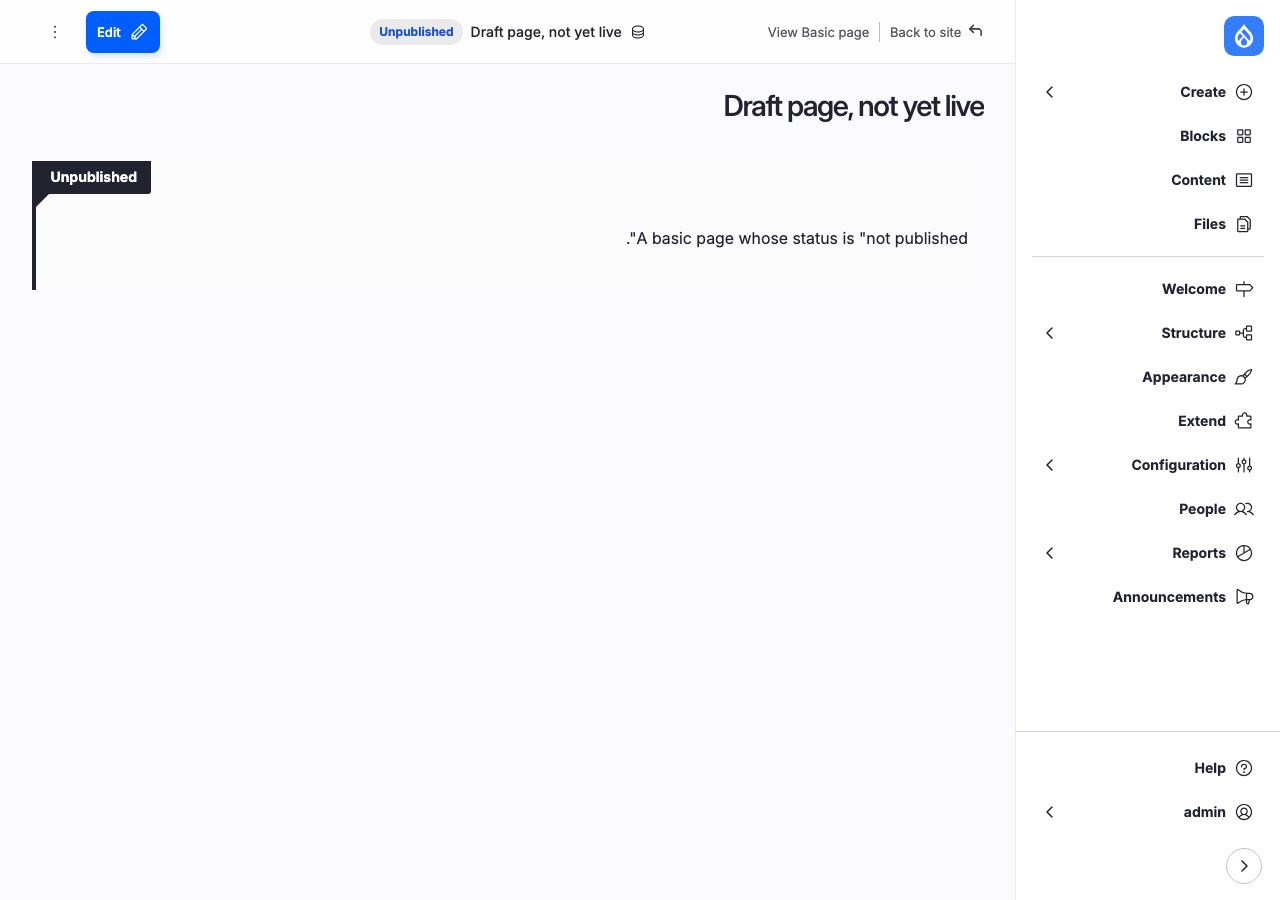 Back to site
View Basic page
Draft page, not yet live
Unpublished
Edit
Draft page, not yet live
Unpublished
."A basic page whose status is "not published
Create
Blocks
Content
Files
Welcome
Structure
Appearance
Extend
Configuration
People
Reports
Announcements
Help
admin